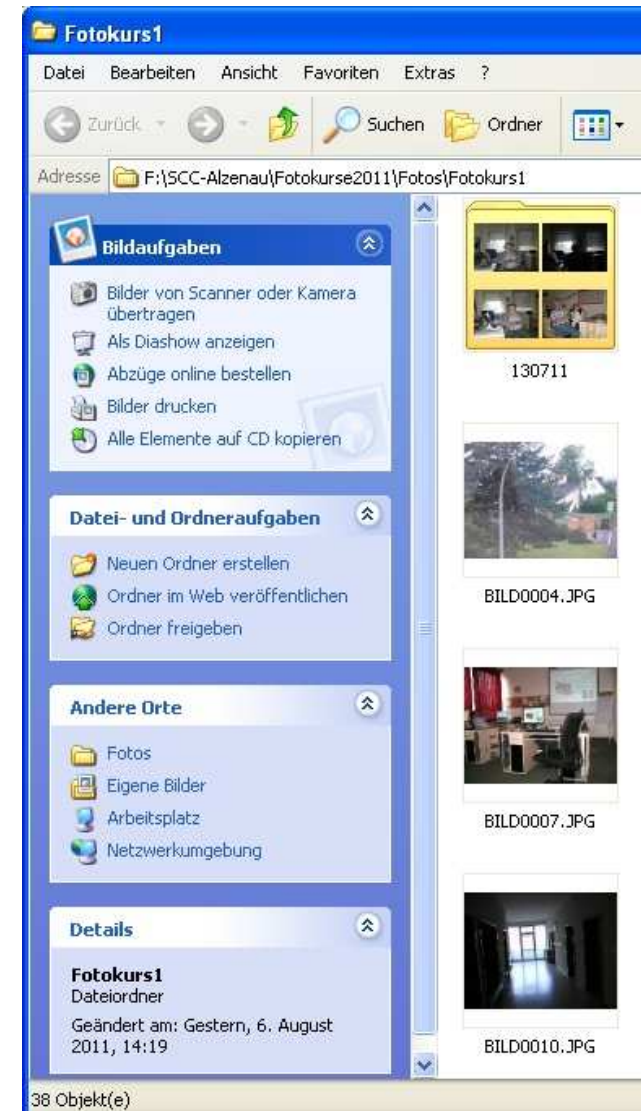 Fotokurs1
Datei Bearbeiten Ansicht Favoriten Extras ?
Zurück Suchen Ordner
Adresse F:\SCC-Alzenau\Fotokurse2011\Fotos\Fotokurs1
Bildaufgaben
Bilder von Scanner oder Kamera
übertragen
Als Diashow anzeigen
Abzüge online bestellen
Bilder drucken
Alle Elemente auf CD kopieren
Datei- und Ordneraufgaben
Neuen Ordner erstellen
Ordner im Web veröffentlichen
Ordner freigeben
Andere Orte
Fotos
Eigene Bilder
Arbeitsplatz
Netzwerkumgebung
Details
Fotokurs1
Dateiordner
Geändert am: Gestern, 6. August
2011, 14:19
130711
BILD0004.JPG
BILD0007.JPG
BILD0010.JPG
38 Objekt(e)